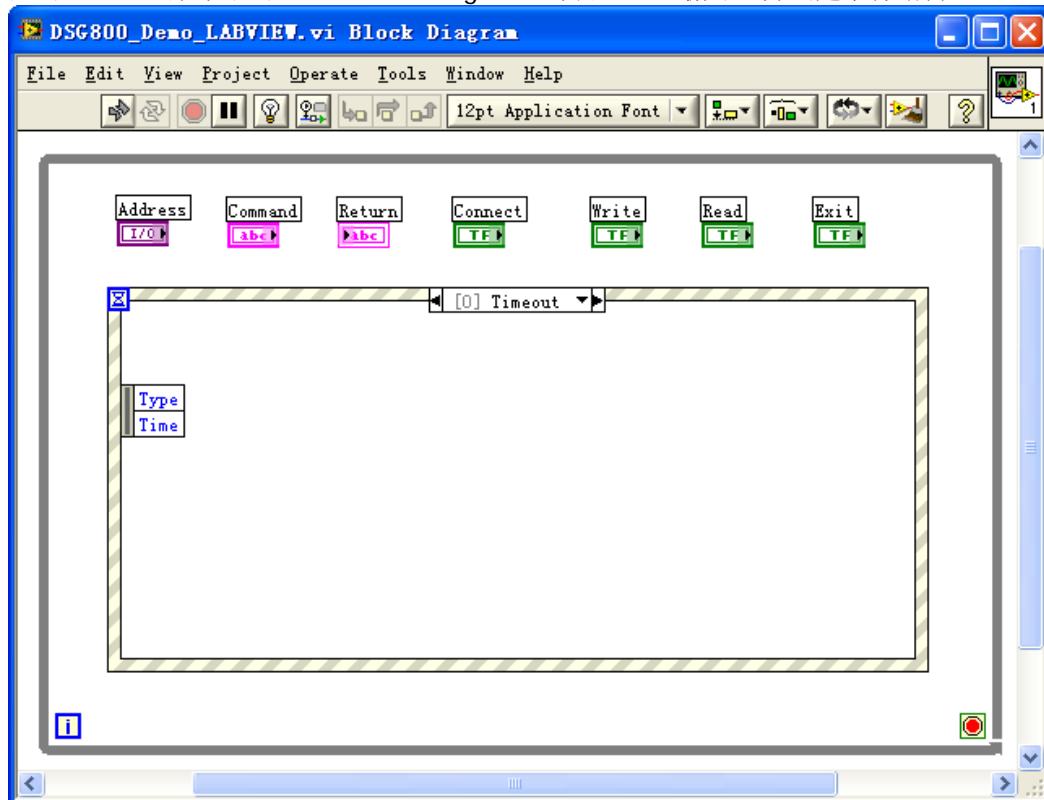 DSG800_Demo_LABVIEW.vi Block Diagram
File Edit View Project Operate Tools Window Help
12pt Application Font
1
Address Command Return Connect Write Read Exit
I/O abc abc TF TF TF TF
[0] Timeout
Type
Time
i